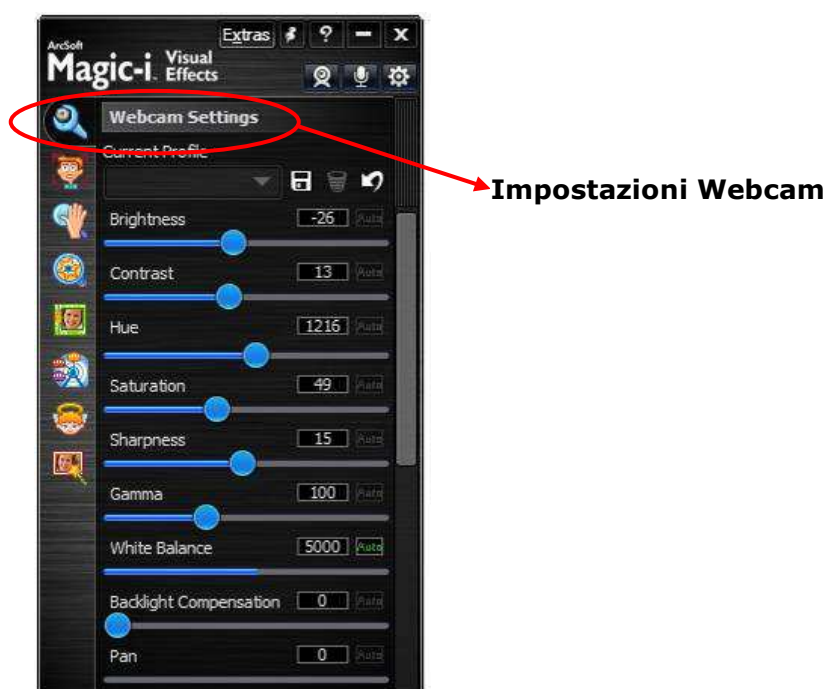 Extras ? – x
ArcSoft
Magic-i. Visual
Effects
Webcam Settings
Current Profile
Impostazioni Webcam
Brightness -26 Auto
Contrast 13 Auto
Hue 1216 Auto
Saturation 49 Auto
Sharpness 15 Auto
Gamma 100 Auto
White Balance 5000 Auto
Backlight Compensation 0 Auto
Pan 0 Auto